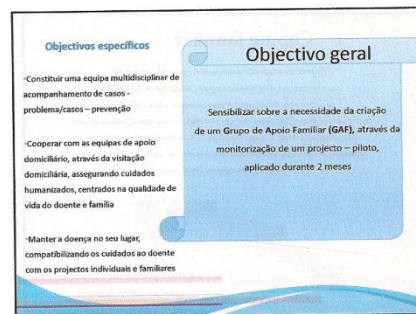 Objectivos específicos
•Constituir uma equipa multidisciplinar de
acompanhamento de casos -
problema/casos – prevenção
•Cooperar com as equipas de apoio
domiciliário, através da visitação
domiciliária, assegurando cuidados
humanizados, centrados na qualidade de
vida do doente e família
•Manter a doença no seu lugar,
compatibilizando os cuidados ao doente
com os projectos individuais e familiares
Objectivo geral
Sensibilizar sobre a necessidade da criação
de um Grupo de Apoio Familiar (GAF), através da
monitorização de um projecto – piloto,
aplicado durante 2 meses